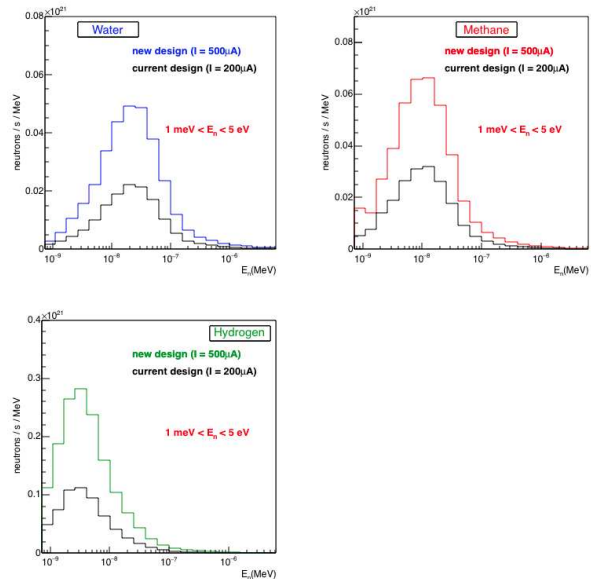 ×10²¹
0.08
0.06
0.04
0.02
0
neutrons / s / MeV
Water
new design (I = 500μA)
current design (I = 200μA)
1 meV < Eₙ < 5 eV
10⁻⁹ 10⁻⁸ 10⁻⁷ 10⁻⁶
Eₙ(MeV)
×10²¹
0.08
0.06
0.04
0.02
0
neutrons / s / MeV
Methane
new design (I = 500μA)
current design (I = 200μA)
1 meV < Eₙ < 5 eV
10⁻⁹ 10⁻⁸ 10⁻⁷ 10⁻⁶
Eₙ(MeV)
×10²¹
0.4
0.3
0.2
0.1
0
neutrons / s / MeV
Hydrogen
new design (I = 500μA)
current design (I = 200μA)
1 meV < Eₙ < 5 eV
10⁻⁹ 10⁻⁸ 10⁻⁷ 10⁻⁶
Eₙ(MeV)